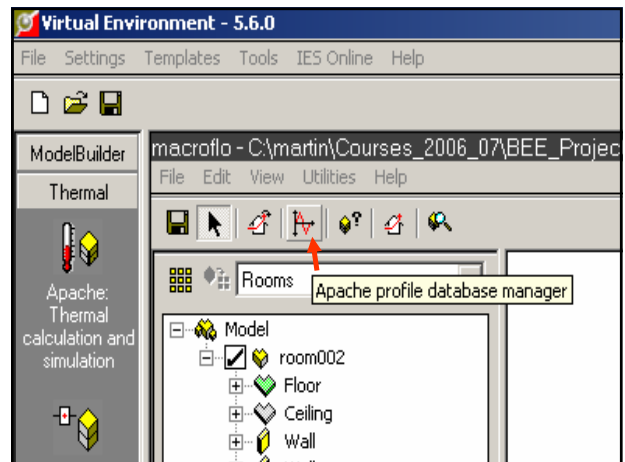 Virtual Environment - 5.6.0
File Settings Templates Tools IES Online Help
ModelBuilder
Thermal
Apache:
Thermal
calculation and
simulation
macroflo - C:\martin\Courses_2006_07\BEE_Projec
File Edit View Utilities Help
Rooms
Apache profile database manager
Model
room002
Floor
Ceiling
Wall